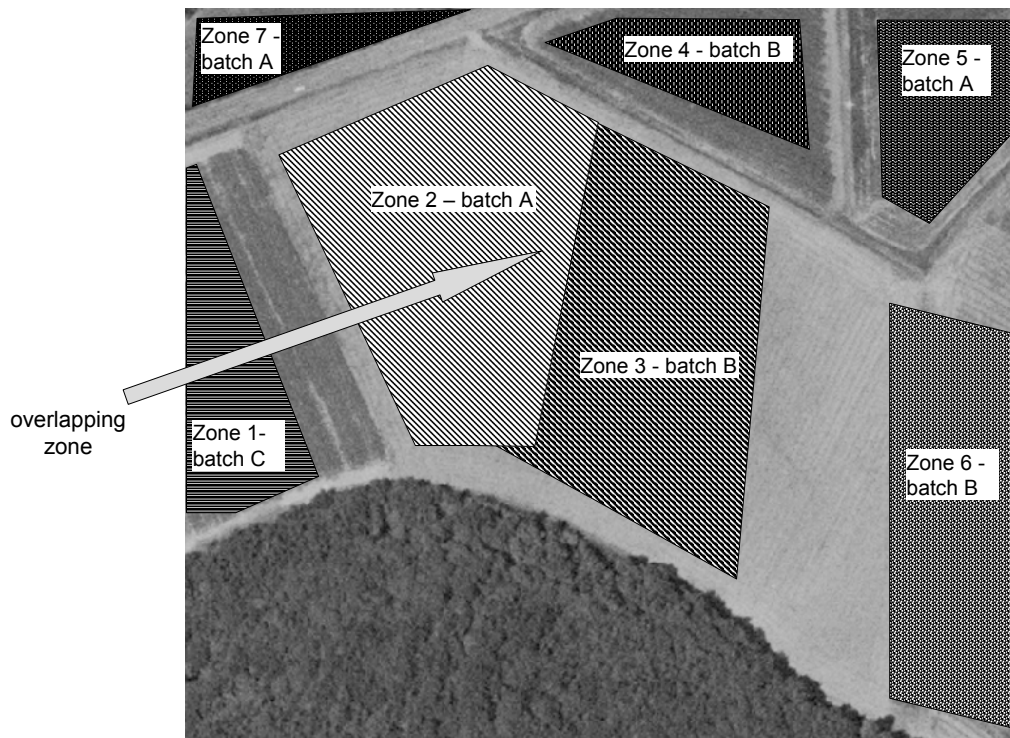 Zone 7 -
batch A
Zone 4 - batch B
Zone 5 -
batch A
Zone 2 – batch A
Zone 3 - batch B
overlapping
zone
Zone 1-
batch C
Zone 6 -
batch B